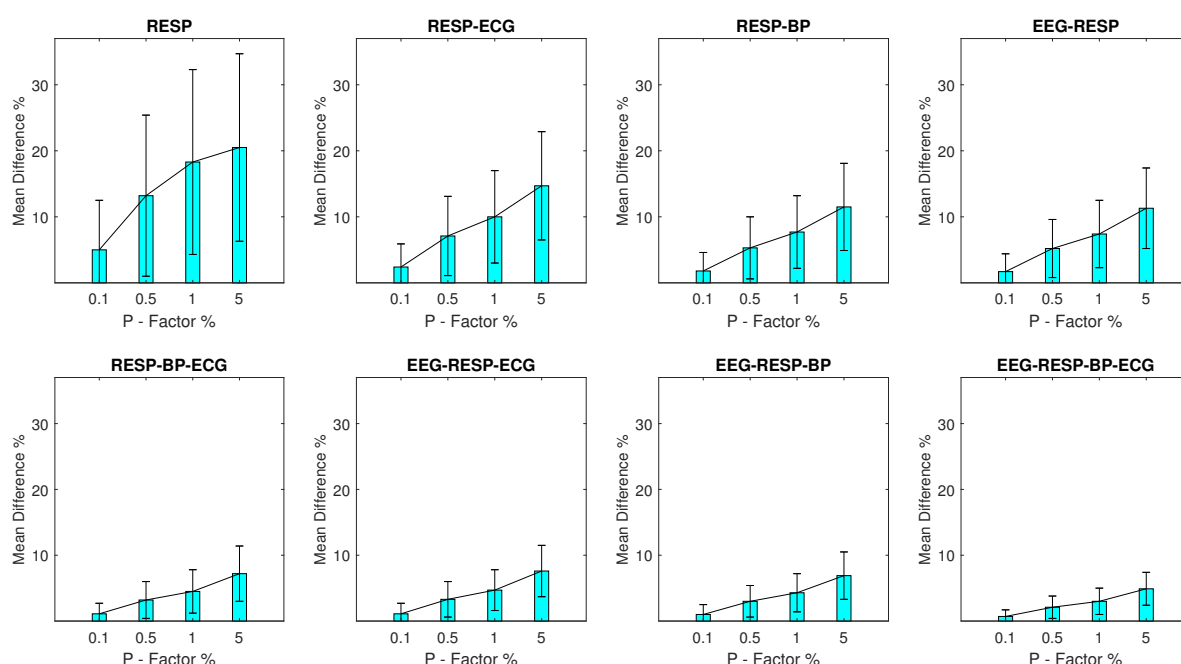 RESP
RESP-ECG
RESP-BP
EEG-RESP
Mean Difference %
30
20
10
0.1 0.5 1 5
P - Factor %
Mean Difference %
30
20
10
0.1 0.5 1 5
P - Factor %
Mean Difference %
30
20
10
0.1 0.5 1 5
P - Factor %
Mean Difference %
30
20
10
0.1 0.5 1 5
P - Factor %
RESP-BP-ECG
EEG-RESP-ECG
EEG-RESP-BP
EEG-RESP-BP-ECG
Mean Difference %
30
20
10
0.1 0.5 1 5
P - Factor %
Mean Difference %
30
20
10
0.1 0.5 1 5
P - Factor %
Mean Difference %
30
20
10
0.1 0.5 1 5
P - Factor %
Mean Difference %
30
20
10
0.1 0.5 1 5
P - Factor %